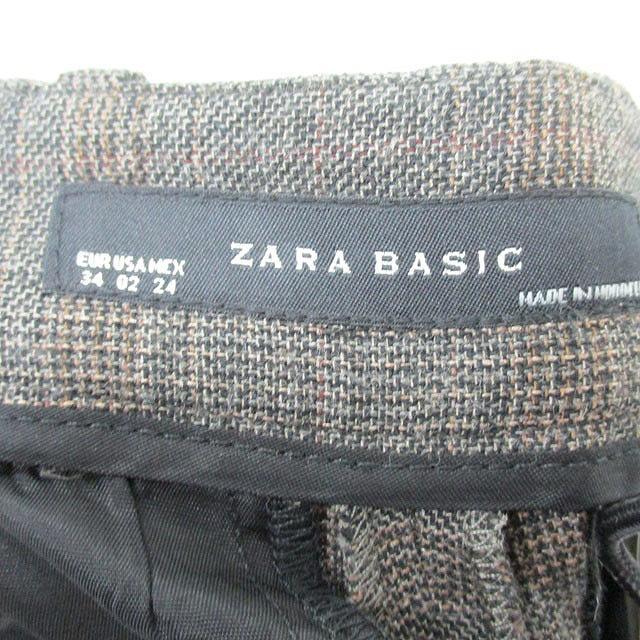 EUR USA MEX
34 02 24
ZARA BASIC
MADE IN